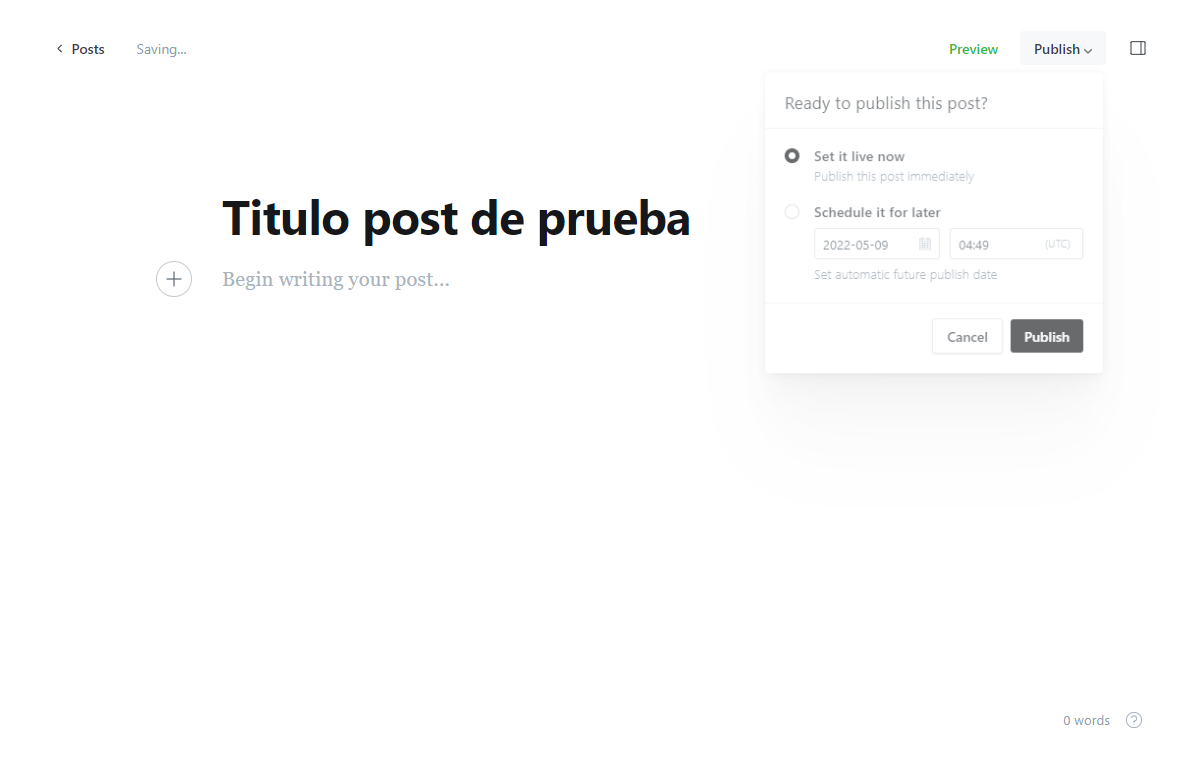 Posts Saving... Preview Publish
Ready to publish this post?
Set it live now
Publish this post immediately
Schedule it for later
2022-05-09 04:49 (UTC)
Set automatic future publish date
Cancel Publish
Titulo post de prueba
Begin writing your post...
0 words ?